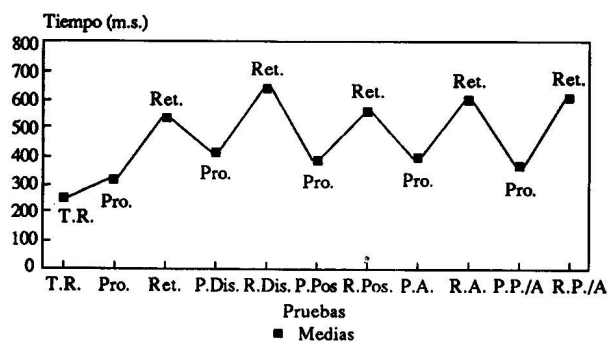 Tiempo (m.s.)
800
600
500
400
300
200
100
0
Ret.
Ret.
Ret.
Ret.
Ret.
T.R.
Pro.
Pro.
Pro.
Pro.
Pro.
T.R. Pro. Ret. P.Dis. R.Dis. P.Pos R.Pos. P.A. R.A. P.P./A R.P./A
Pruebas
■ Medias